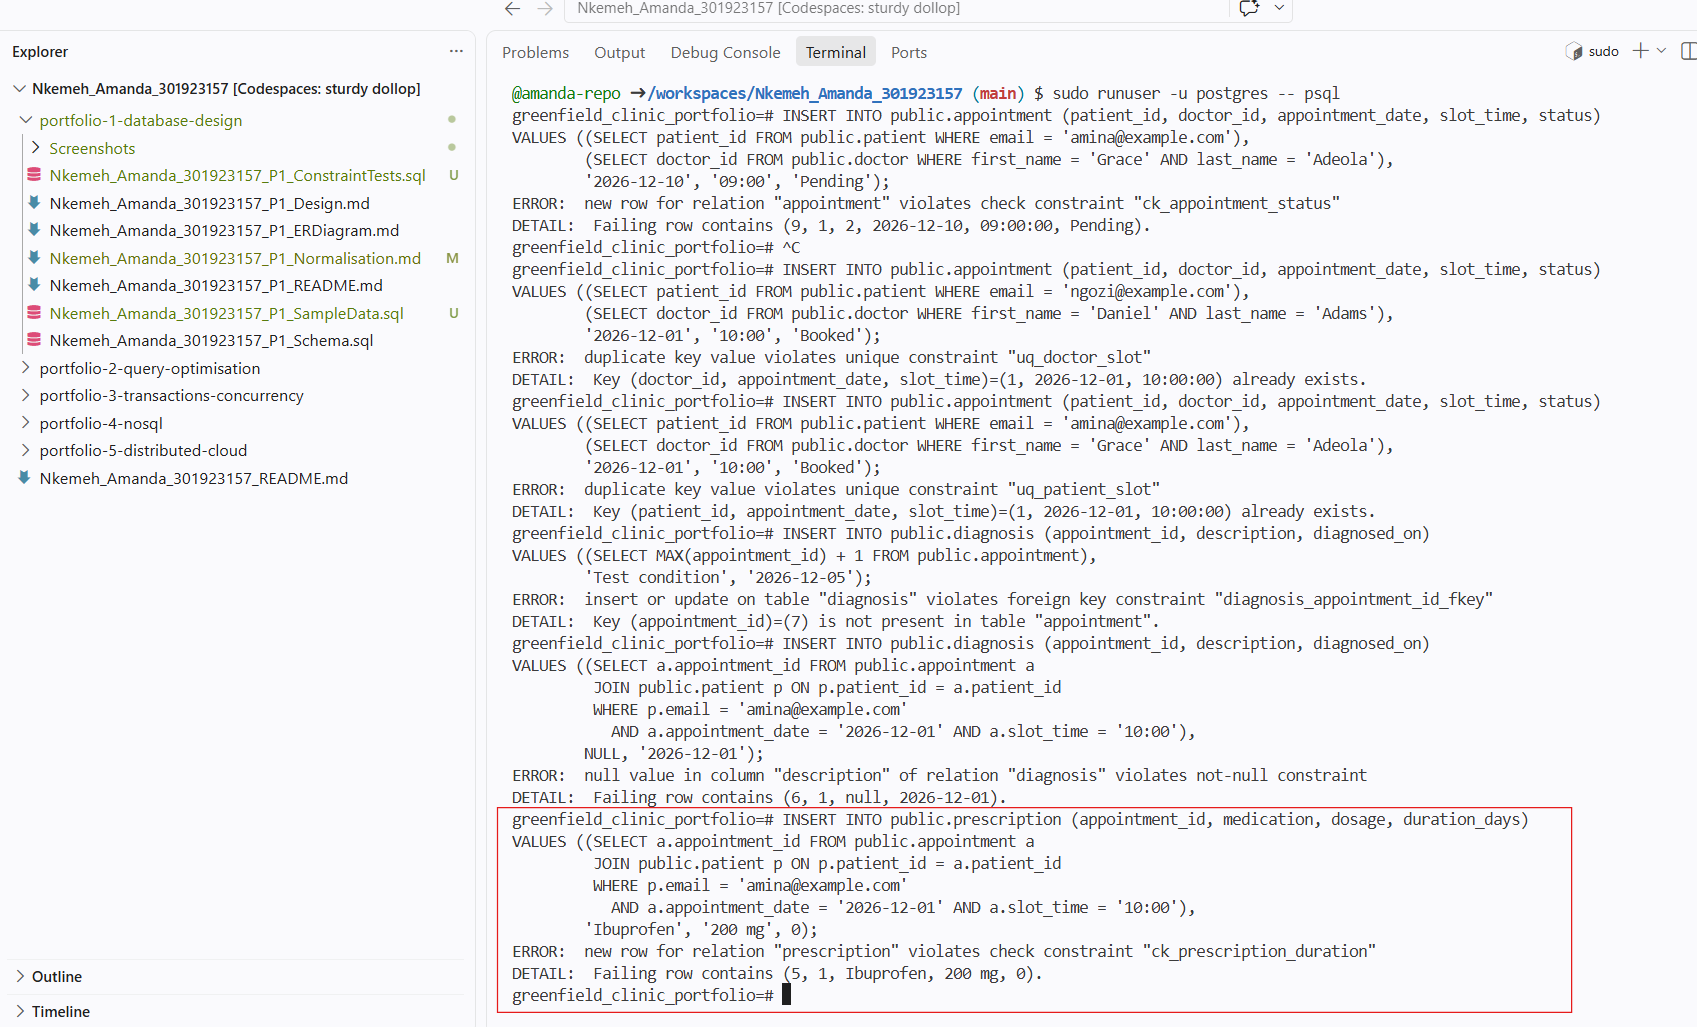 Nkemeh_Amanda_301923157 [Codespaces: sturdy dollop]
Explorer
Nkemeh_Amanda_301923157 [Codespaces: sturdy dollop]
portfolio-1-database-design
Screenshots
Nkemeh_Amanda_301923157_P1_ConstraintTests.sql U
Nkemeh_Amanda_301923157_P1_Design.md
Nkemeh_Amanda_301923157_P1_ERDiagram.md
Nkemeh_Amanda_301923157_P1_Normalisation.md M
Nkemeh_Amanda_301923157_P1_README.md
Nkemeh_Amanda_301923157_P1_SampleData.sql U
Nkemeh_Amanda_301923157_P1_Schema.sql
portfolio-2-query-optimisation
portfolio-3-transactions-concurrency
portfolio-4-nosql
portfolio-5-distributed-cloud
Nkemeh_Amanda_301923157_README.md
Outline
Timeline
Problems Output Debug Console Terminal Ports
sudo
@amanda-repo ➔/workspaces/Nkemeh_Amanda_301923157 (main) $ sudo runuser -u postgres -- psql
greenfield_clinic_portfolio=# INSERT INTO public.appointment (patient_id, doctor_id, appointment_date, slot_time, status)
VALUES ((SELECT patient_id FROM public.patient WHERE email = 'amina@example.com'),
(SELECT doctor_id FROM public.doctor WHERE first_name = 'Grace' AND last_name = 'Adeola'),
'2026-12-10', '09:00', 'Pending');
ERROR:  new row for relation "appointment" violates check constraint "ck_appointment_status"
DETAIL:  Failing row contains (9, 1, 2, 2026-12-10, 09:00:00, Pending).
greenfield_clinic_portfolio=# ^C
greenfield_clinic_portfolio=# INSERT INTO public.appointment (patient_id, doctor_id, appointment_date, slot_time, status)
VALUES ((SELECT patient_id FROM public.patient WHERE email = 'ngozi@example.com'),
(SELECT doctor_id FROM public.doctor WHERE first_name = 'Daniel' AND last_name = 'Adams'),
'2026-12-01', '10:00', 'Booked');
ERROR:  duplicate key value violates unique constraint "uq_doctor_slot"
DETAIL:  Key (doctor_id, appointment_date, slot_time)=(1, 2026-12-01, 10:00:00) already exists.
greenfield_clinic_portfolio=# INSERT INTO public.appointment (patient_id, doctor_id, appointment_date, slot_time, status)
VALUES ((SELECT patient_id FROM public.patient WHERE email = 'amina@example.com'),
(SELECT doctor_id FROM public.doctor WHERE first_name = 'Grace' AND last_name = 'Adeola'),
'2026-12-01', '10:00', 'Booked');
ERROR:  duplicate key value violates unique constraint "uq_patient_slot"
DETAIL:  Key (patient_id, appointment_date, slot_time)=(1, 2026-12-01, 10:00:00) already exists.
greenfield_clinic_portfolio=# INSERT INTO public.diagnosis (appointment_id, description, diagnosed_on)
VALUES ((SELECT MAX(appointment_id) + 1 FROM public.appointment),
'Test condition', '2026-12-05');
ERROR:  insert or update on table "diagnosis" violates foreign key constraint "diagnosis_appointment_id_fkey"
DETAIL:  Key (appointment_id)=(7) is not present in table "appointment".
greenfield_clinic_portfolio=# INSERT INTO public.diagnosis (appointment_id, description, diagnosed_on)
VALUES ((SELECT a.appointment_id FROM public.appointment a
JOIN public.patient p ON p.patient_id = a.patient_id
WHERE p.email = 'amina@example.com'
AND a.appointment_date = '2026-12-01' AND a.slot_time = '10:00'),
NULL, '2026-12-01');
ERROR:  null value in column "description" of relation "diagnosis" violates not-null constraint
DETAIL:  Failing row contains (6, 1, null, 2026-12-01).
greenfield_clinic_portfolio=# INSERT INTO public.prescription (appointment_id, medication, dosage, duration_days)
VALUES ((SELECT a.appointment_id FROM public.appointment a
JOIN public.patient p ON p.patient_id = a.patient_id
WHERE p.email = 'amina@example.com'
AND a.appointment_date = '2026-12-01' AND a.slot_time = '10:00'),
'Ibuprofen', '200 mg', 0);
ERROR:  new row for relation "prescription" violates check constraint "ck_prescription_duration"
DETAIL:  Failing row contains (5, 1, Ibuprofen, 200 mg, 0).
greenfield_clinic_portfolio=#